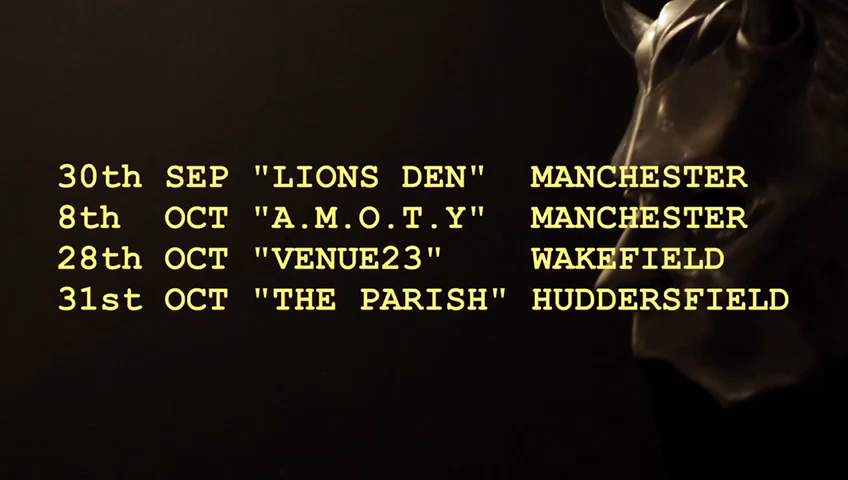 30th SEP "LIONS DEN" MANCHESTER
8th OCT "A.M.O.T.Y" MANCHESTER
28th OCT "VENUE23" WAKEFIELD
31st OCT "THE PARISH" HUDDERSFIELD